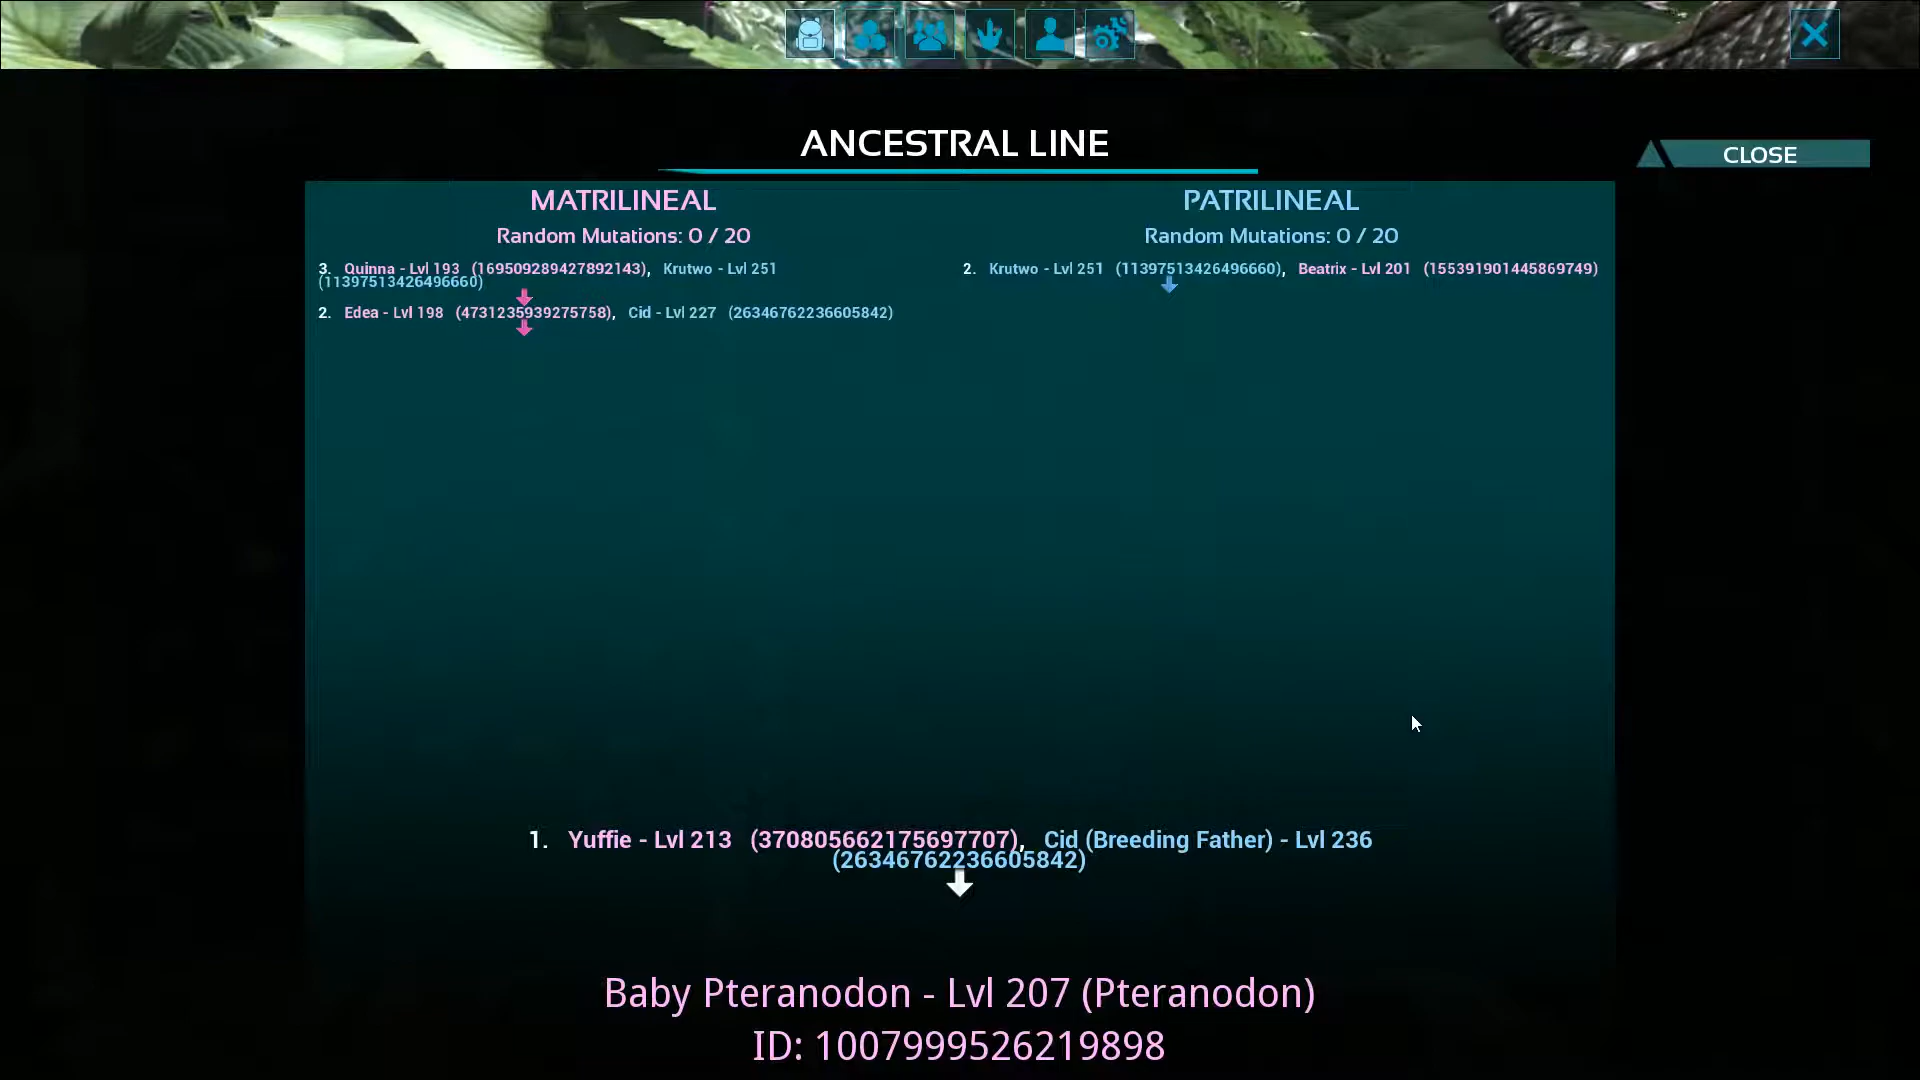 ANCESTRAL LINE
CLOSE
MATRILINEAL
Random Mutations: 0 / 20
3. Quinna - Lvl 193 (169509289427892143), Krutwo - Lvl 251
(11397513426496660)
2. Edea - Lvl 198 (4731235939275758), Cid - Lvl 227 (26346762236605842)
PATRILINEAL
Random Mutations: 0 / 20
2. Krutwo - Lvl 251 (11397513426496660), Beatrix - Lvl 201 (155391901445869749)
1. Yuffie - Lvl 213 (370805662175697707), Cid (Breeding Father) - Lvl 236
(26346762236605842)
Baby Pteranodon - Lvl 207 (Pteranodon)
ID: 1007999526219898